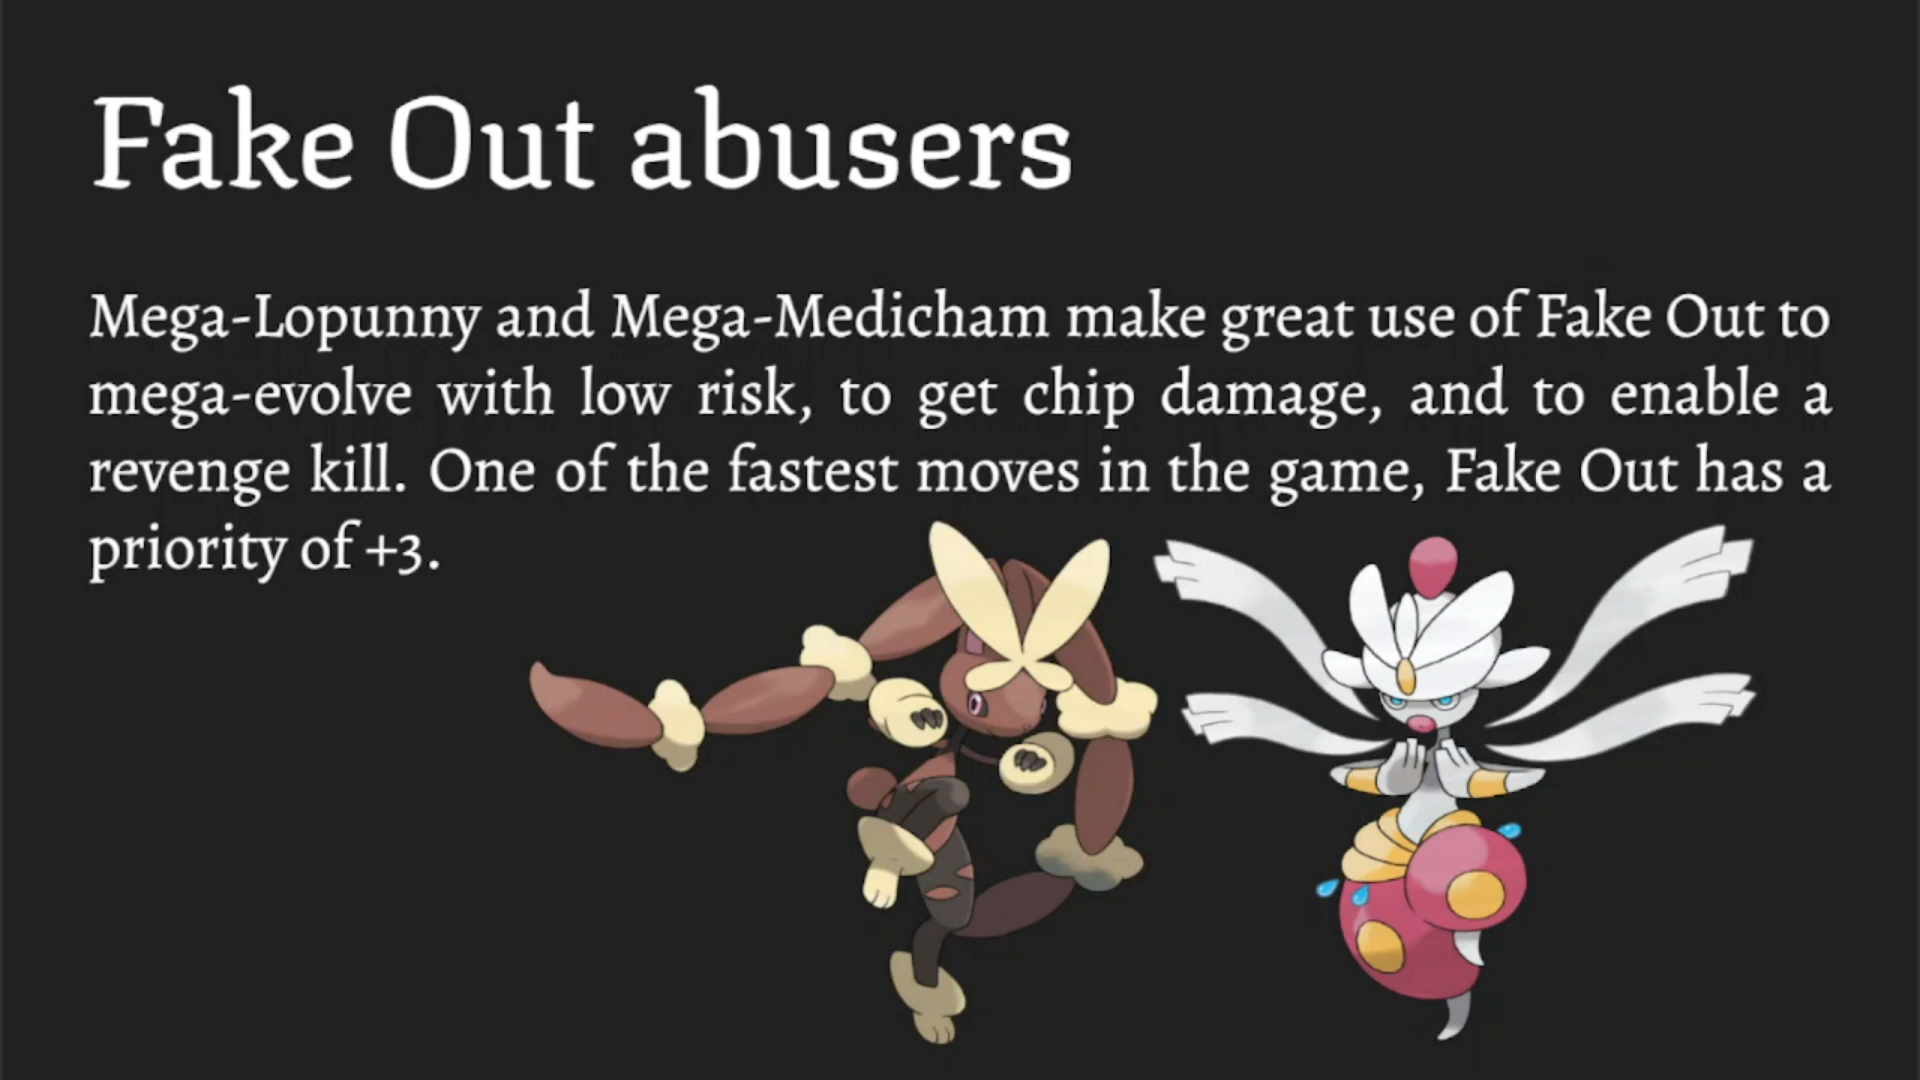 Fake Out abusers
Mega-Lopunny and Mega-Medicham make great use of Fake Out to
mega-evolve with low risk, to get chip damage, and to enable a
revenge kill. One of the fastest moves in the game, Fake Out has a
priority of +3.